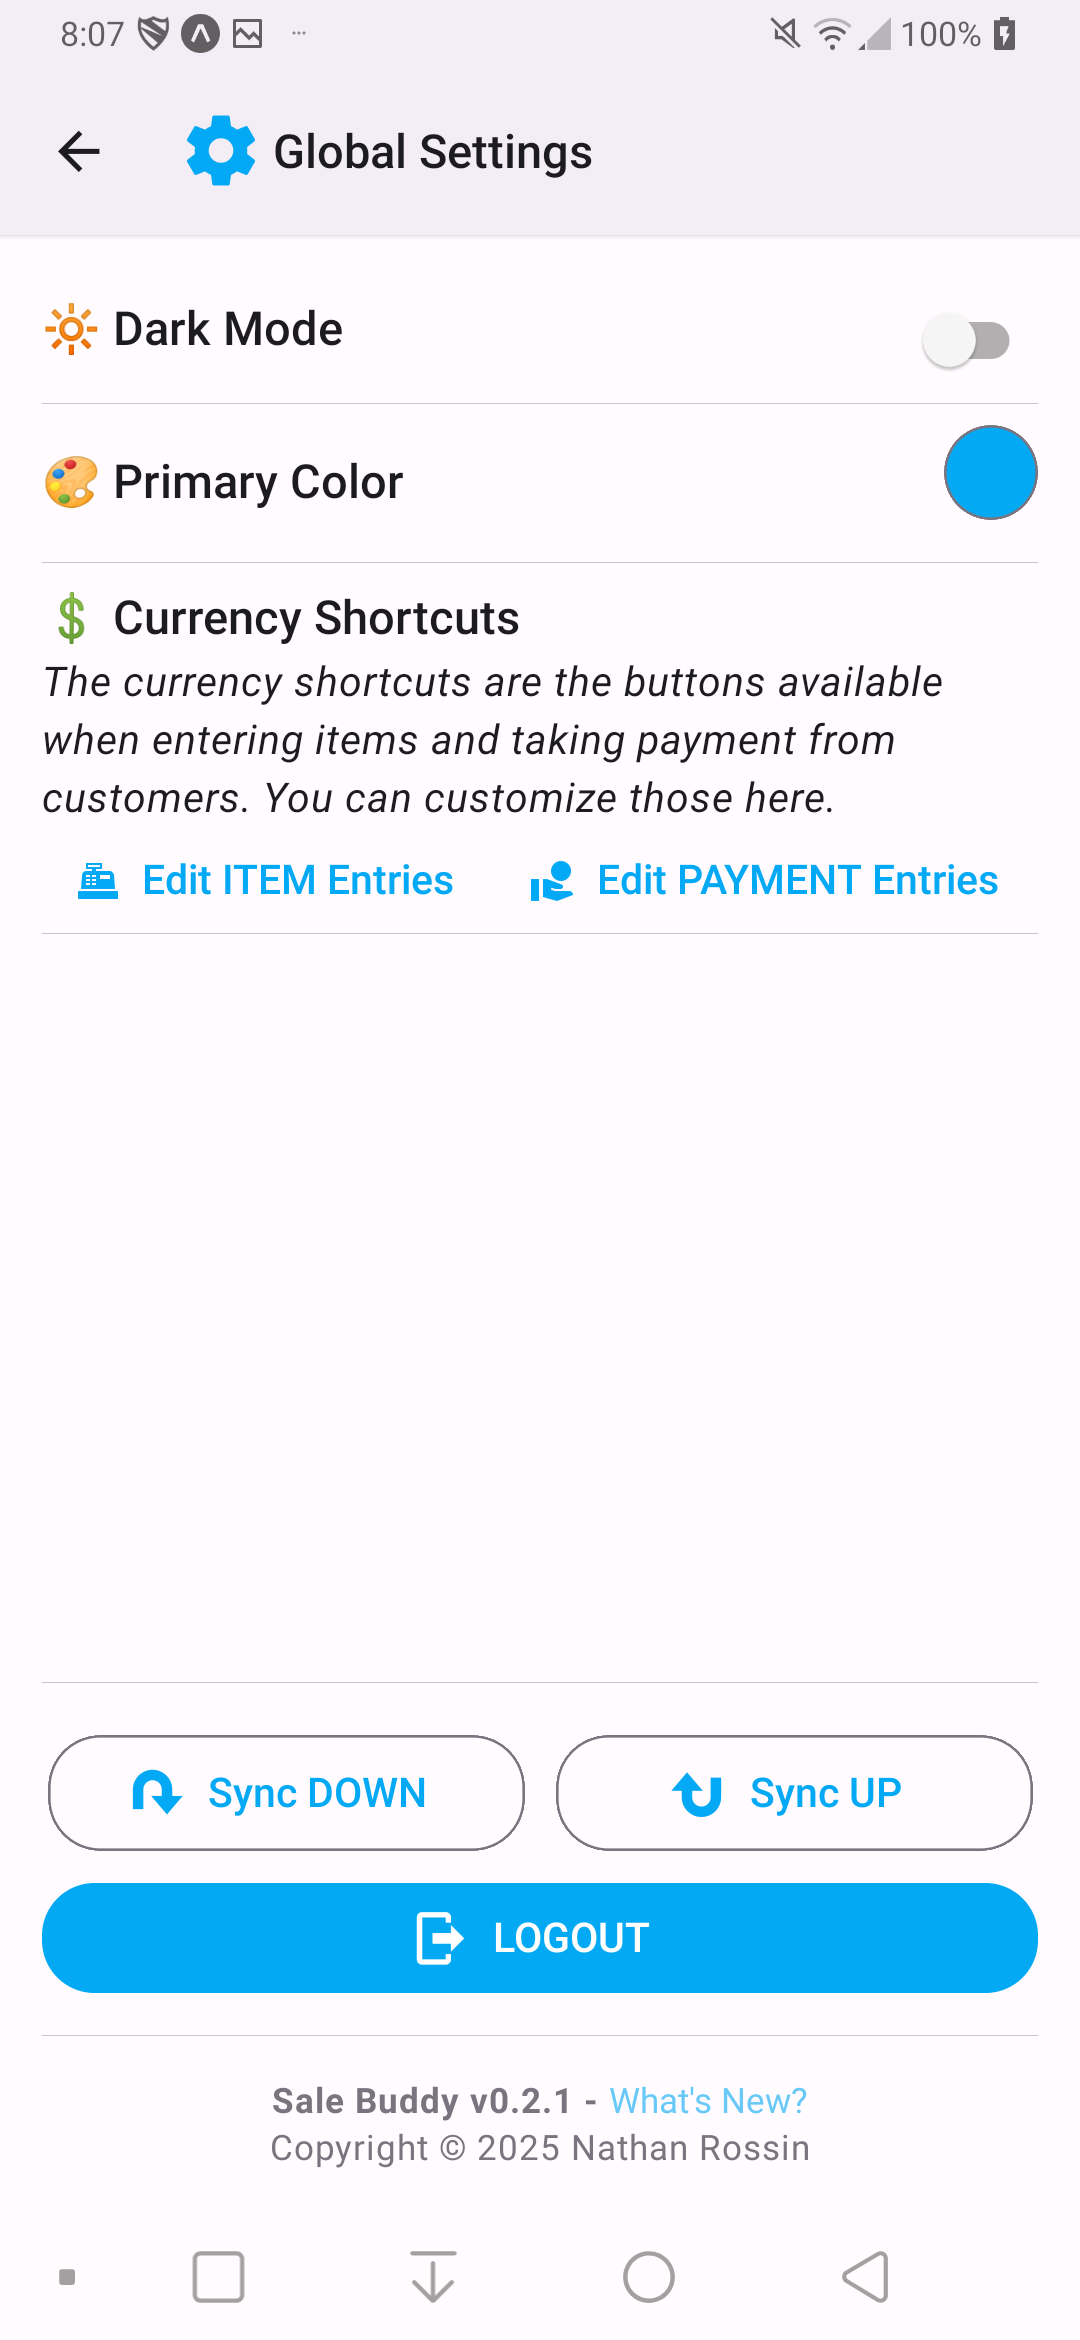 8:07
100%
Global Settings
Dark Mode
Primary Color
Currency Shortcuts
The currency shortcuts are the buttons available
when entering items and taking payment from
customers. You can customize those here.
Edit ITEM Entries
Edit PAYMENT Entries
Sync DOWN
Sync UP
LOGOUT
Sale Buddy v0.2.1 - What's New?
Copyright © 2025 Nathan Rossin